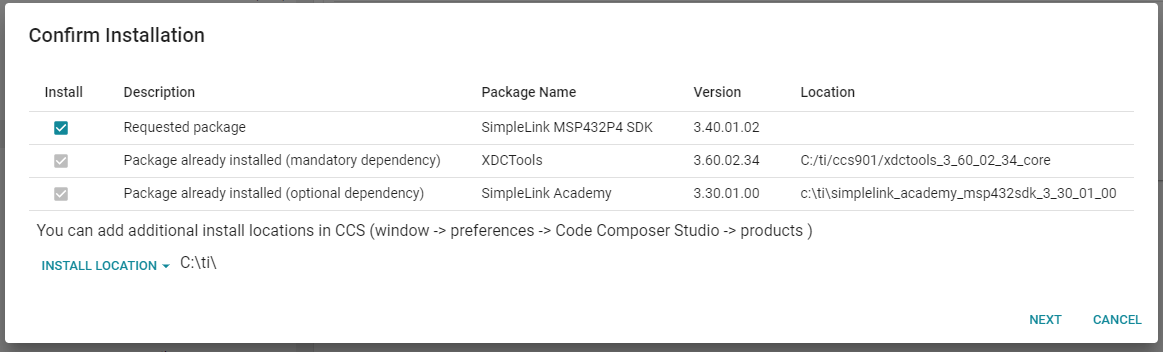 Confirm Installation
Install Description Package Name Version Location
Requested package SimpleLink MSP432P4 SDK 3.40.01.02
Package already installed (mandatory dependency) XDCTools 3.60.02.34 C:/ti/ccs901/xdctools_3_60_02_34_core
Package already installed (optional dependency) SimpleLink Academy 3.30.01.00 c:\ti\simplelink_academy_msp432sdk_3_30_01_00
You can add additional install locations in CCS (window -> preferences -> Code Composer Studio -> products )
INSTALL LOCATION C:\ti\
NEXT CANCEL